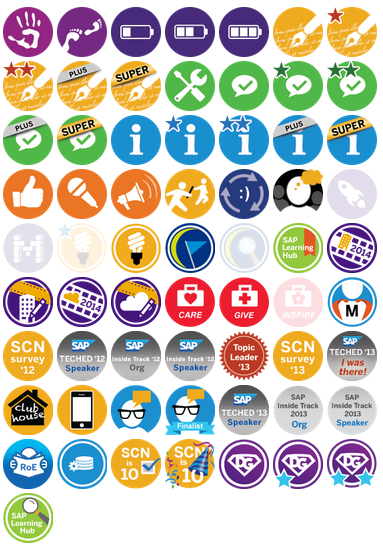 PLUS
SUPER
PLUS
SUPER
i
i
i
PLUS
i
SUPER
i
M
SAP
Learning
Hub
2014
2014
CARE
GIVE
INSPIRE
M
SCN
survey
'12
SAP
TECHED '12
Speaker
SAP
Inside Track '12
Org
SAP
Inside Track '12
Speaker
Topic
Leader
'13
SCN
survey
'13
SAP
TECHED '13
I was
there!
club
house
Finalist
SAP
TECHED '13
Speaker
SAP
Inside Track
2013
Org
SAP
Inside Track
2013
Speaker
RoE
SCN
is
10
SCN
is
10
DG
DG
DG
SAP
Learning
Hub